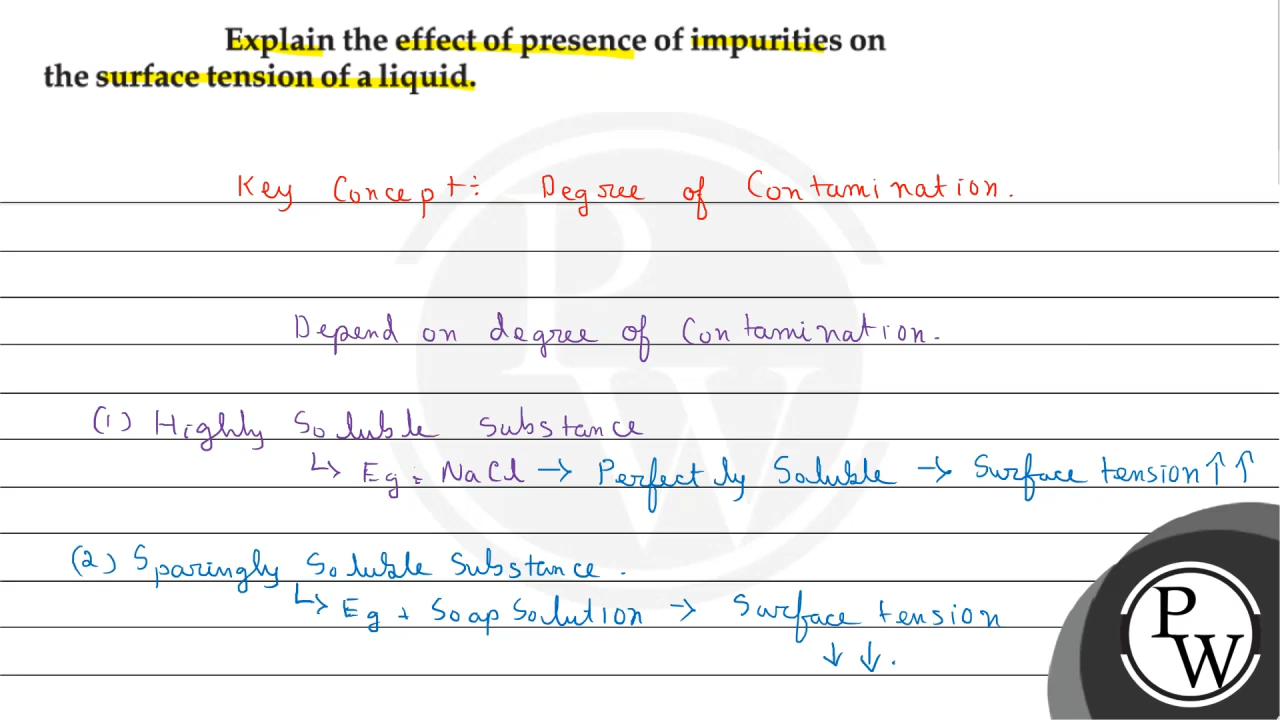 Explain the effect of presence of impurities on
the surface tension of a liquid.
Key Concept: Degree of Contamination.
Depend on degree of Contamination.
(1) Highly Soluble Substance
↳ Eg: NaCl → Perfectly Soluble → Surface tension ↑ ↑
(2) Sparingly Soluble Substance.
↳ Eg: Soap Solution → Surface tension
↓ ↓.
PW
PW